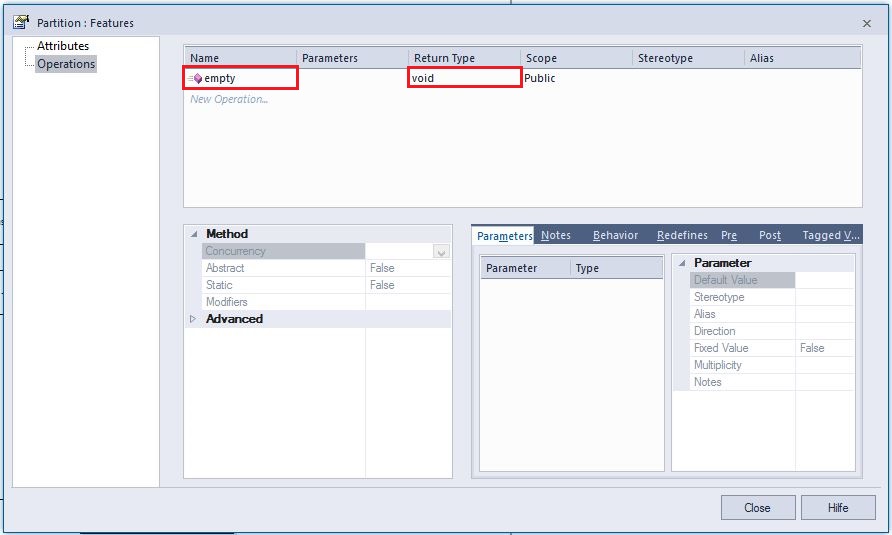 Partition : Features
Attributes
Operations
Name Parameters Return Type Scope Stereotype Alias
empty void Public
New Operation...
Method
Concurrency
Abstract False
Static False
Modifiers
Advanced
Parameters Notes Behavior Redefines Pre Post Tagged V...
Parameter Type
Parameter
Default Value
Stereotype
Alias
Direction
Fixed Value False
Multiplicity
Notes
Close Hilfe